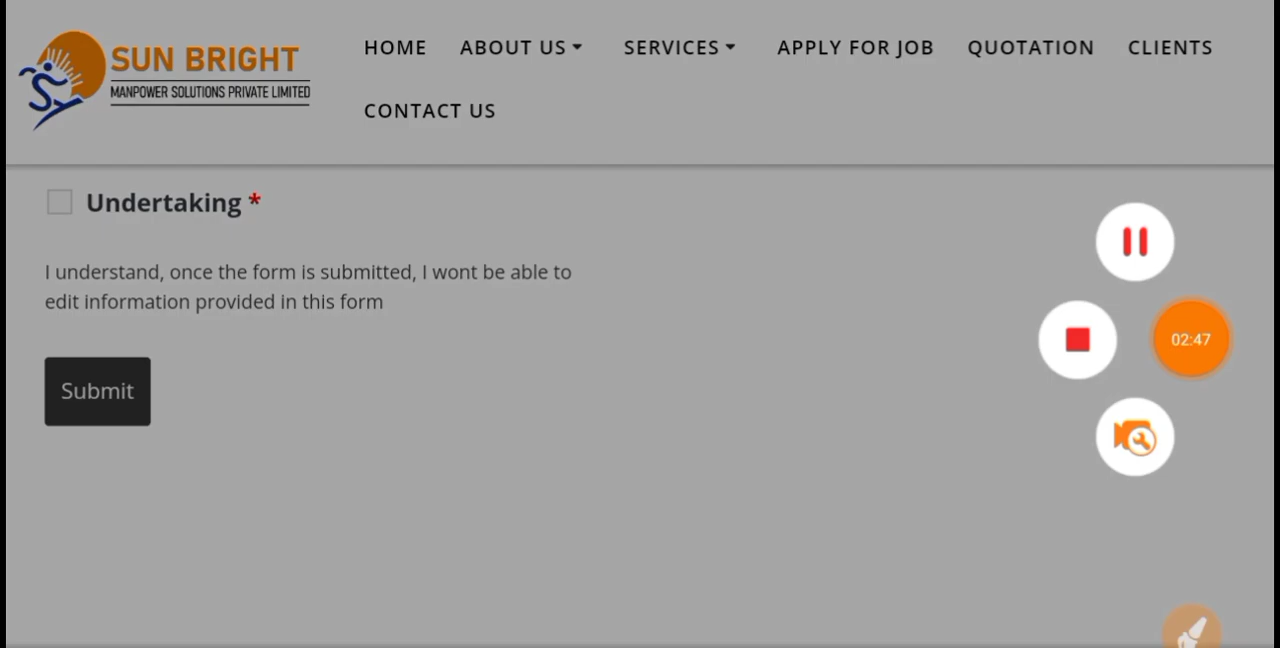 SUN BRIGHT
MANPOWER SOLUTIONS PRIVATE LIMITED
HOME ABOUT US SERVICES APPLY FOR JOB QUOTATION CLIENTS
CONTACT US
Undertaking *
I understand, once the form is submitted, I wont be able to
edit information provided in this form
Submit
02:47